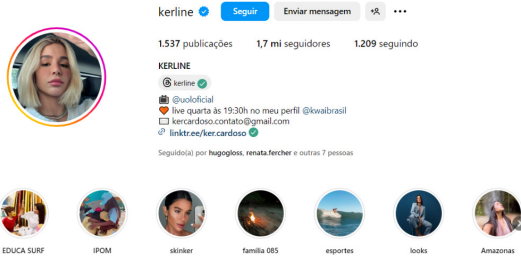 kerline
Seguir
Enviar mensagem
1.537 publicações
1,7 mi seguidores
1.209 seguindo
KERLINE
kerline
@uoloficial
live quarta às 19:30h no meu perfil @kwaibrasil
kercardoso.contato@gmail.com
linktr.ee/ker.cardoso
Seguido(a) por hugogloss, renata.fercher e outras 7 pessoas
EDUCA SURF
IPOM
skinker
família 085
esportes
looks
Amazonas